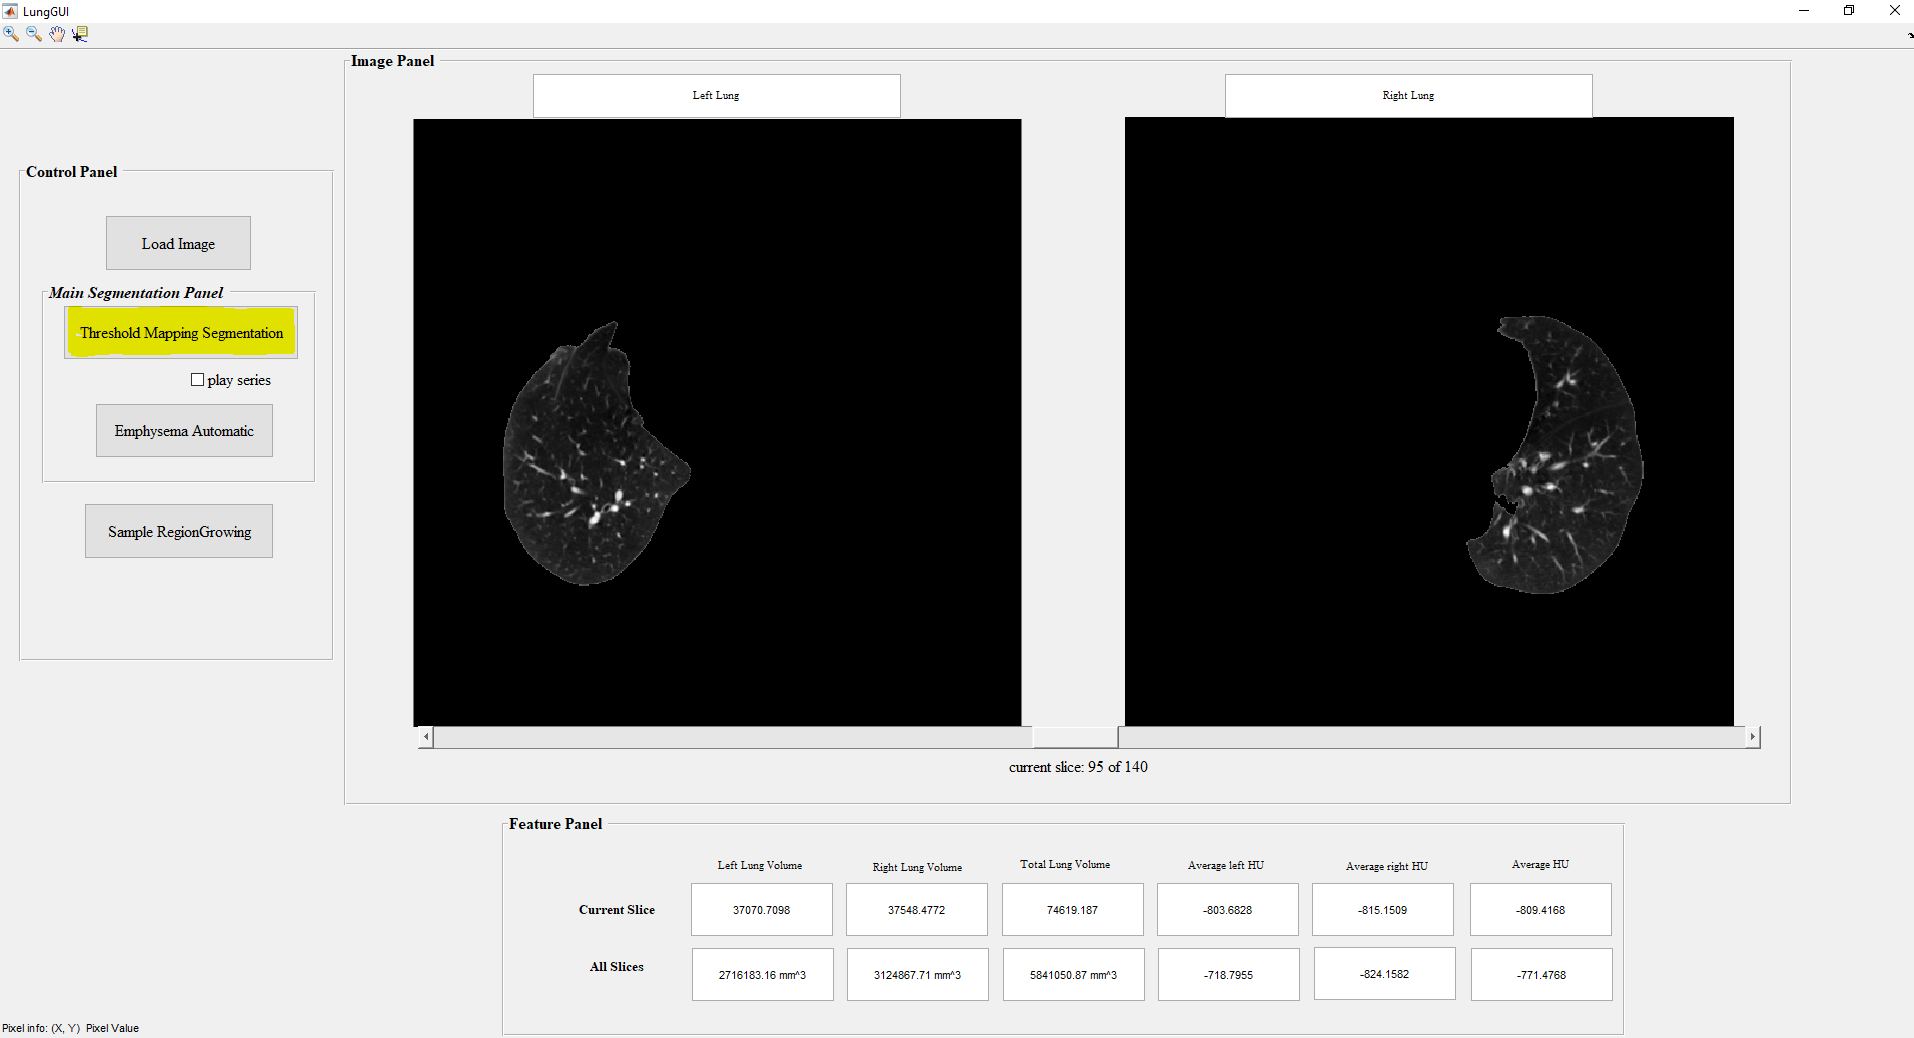 LungGUI
Image Panel
Left Lung
Right Lung
Control Panel
Load Image
Main Segmentation Panel
Threshold Mapping Segmentation
play series
Emphysema Automatic
Sample RegionGrowing
current slice: 95 of 140
Feature Panel
Left Lung Volume Right Lung Volume Total Lung Volume Average left HU Average right HU Average HU
Current Slice 37070.7098 37548.4772 74619.187 -803.6828 -815.1509 -809.4168
All Slices 2716183.16 mm^3 3124867.71 mm^3 5841050.87 mm^3 -718.7955 -824.1582 -771.4768
Pixel info: (X, Y) Pixel Value